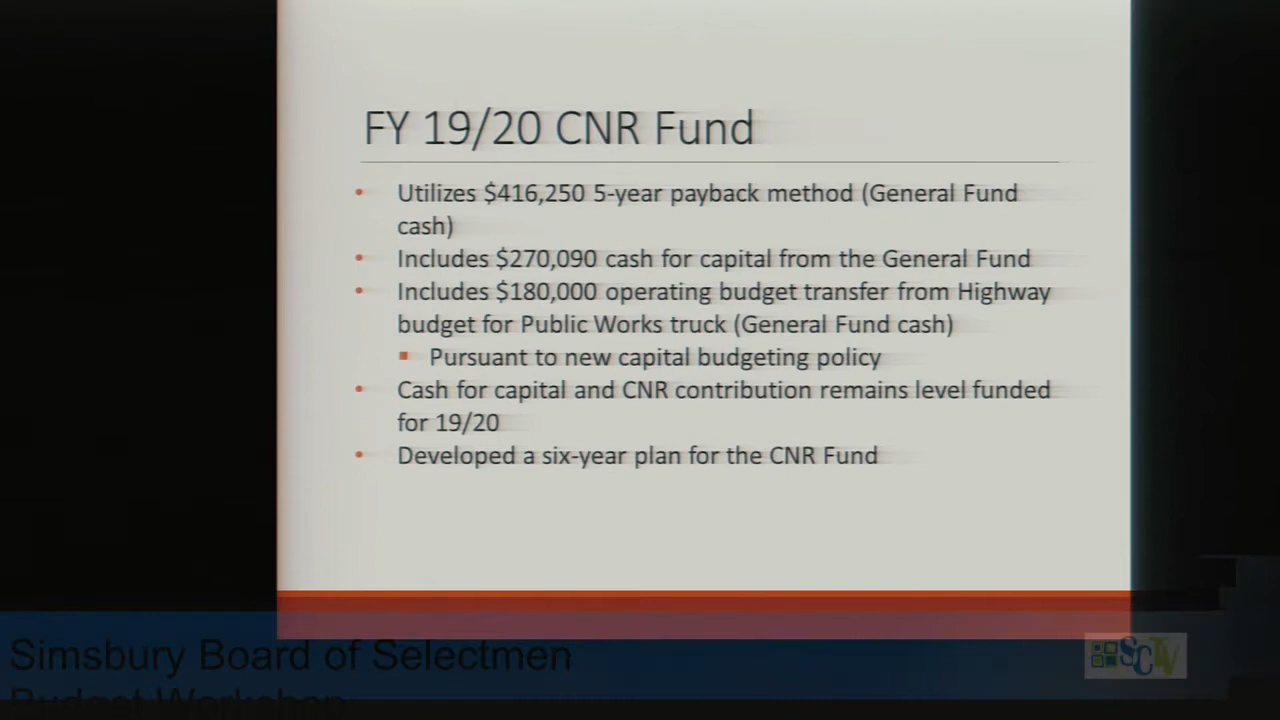 FY 19/20 CNR Fund
• Utilizes $416,250 5-year payback method (General Fund
cash)
• Includes $270,090 cash for capital from the General Fund
• Includes $180,000 operating budget transfer from Highway
budget for Public Works truck (General Fund cash)
▪ Pursuant to new capital budgeting policy
• Cash for capital and CNR contribution remains level funded
for 19/20
• Developed a six-year plan for the CNR Fund
Simsbury Board of Selectmen
Budget Workshop
SCTV